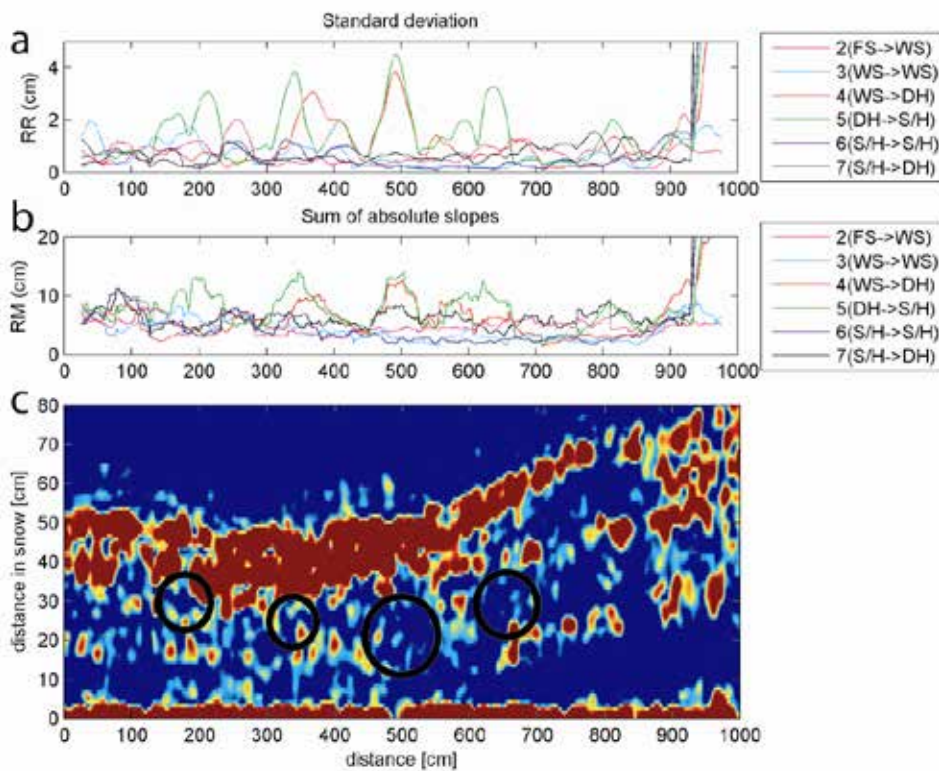 Standard deviation
a
RR (cm)
4
2
0
0 100 200 300 400 500 600 700 800 900 1000
2(FS->WS)
3(WS->WS)
4(WS->DH)
5(DH->S/H)
6(S/H->S/H)
7(S/H->DH)
b
Sum of absolute slopes
RM (cm)
20
10
0
0 100 200 300 400 500 600 700 800 900 1000
2(FS->WS)
3(WS->WS)
4(WS->DH)
5(DH->S/H)
6(S/H->S/H)
7(S/H->DH)
c
distance in snow [cm]
80
70
60
50
40
30
20
10
0
0 100 200 300 400 500 600 700 800 900 1000
distance [cm]